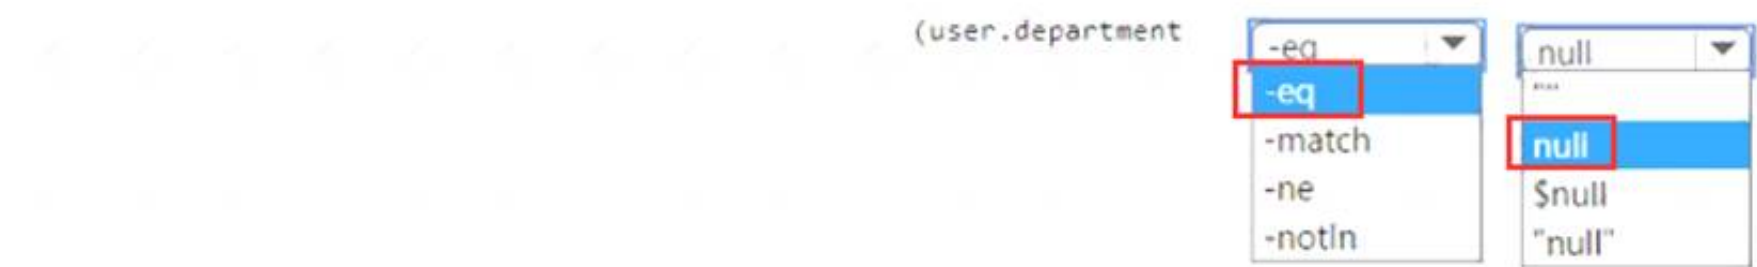 (user.department
-eq
null
-eq
-match
-ne
-notIn
""
null
$null
"null"